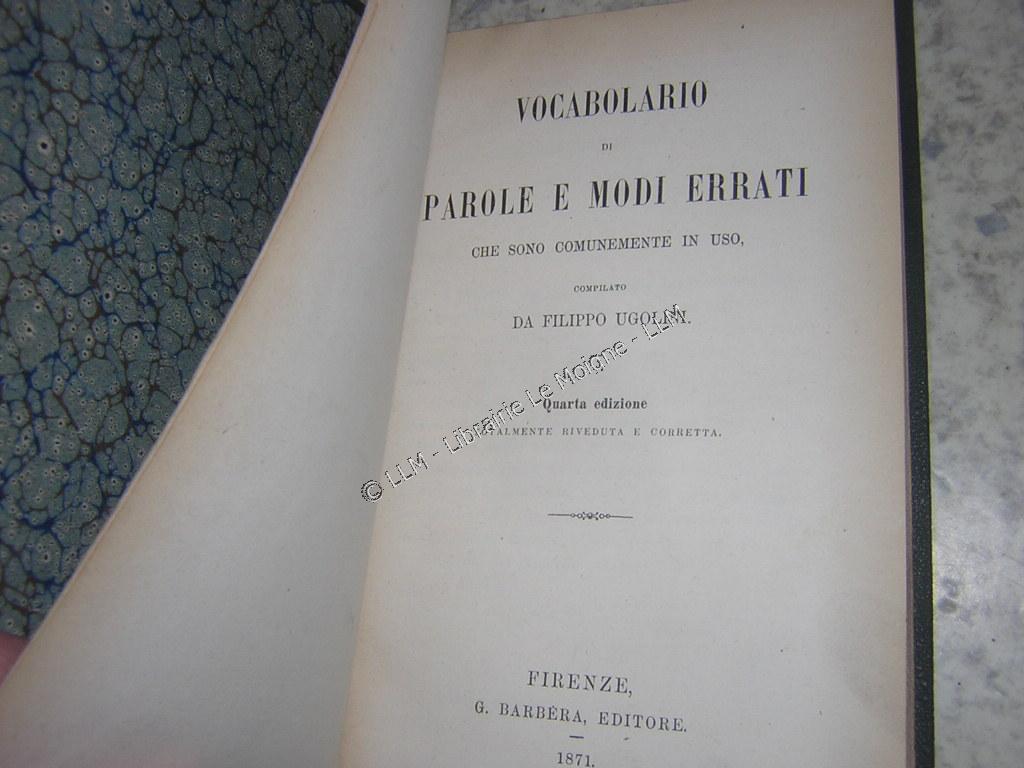 VOCABOLARIO
DI
PAROLE E MODI ERRATI
CHE SONO COMUNEMENTE IN USO,
COMPILATO
DA FILIPPO UGOLINI.
Quarta edizione
RIVEDUTA E CORRETTA.
FIRENZE,
G. BARBÈRA, EDITORE.
1871.
© LLM - Librairie Le Moigne - LLM